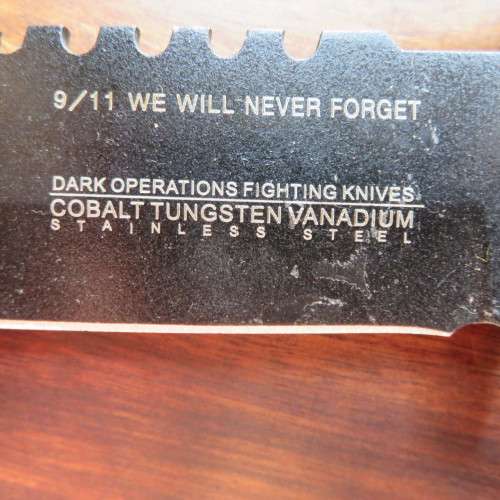 9/11 WE WILL NEVER FORGET
DARK OPERATIONS FIGHTING KNIVES
COBALT TUNGSTEN VANADIUM
STAINLESS STEEL